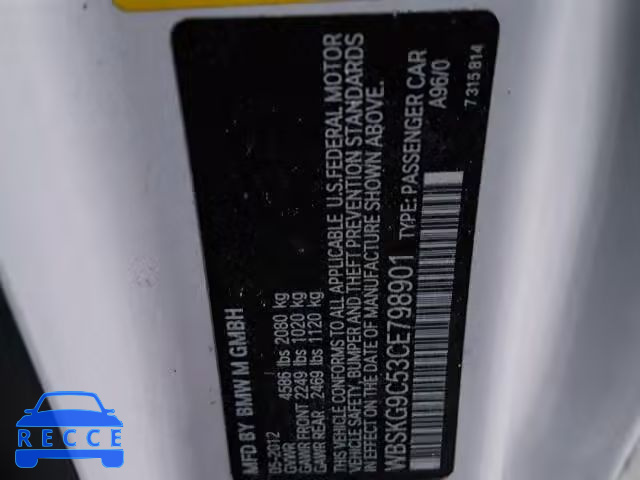 MFD BY BMW M GMBH
05-2012
GVWR 4586 lbs 2080 kg
GAWR FRONT 2249 lbs 1020 kg
GAWR REAR 2469 lbs 1120 kg
THIS VEHICLE CONFORMS TO ALL APPLICABLE U.S. FEDERAL MOTOR
VEHICLE SAFETY, BUMPER AND THEFT PREVENTION STANDARDS
IN EFFECT ON THE DATE OF MANUFACTURE SHOWN ABOVE.
WBSKG9C53CE798901 TYPE: PASSENGER CAR
A96/0
7 315 814
FREECARVIN.COM